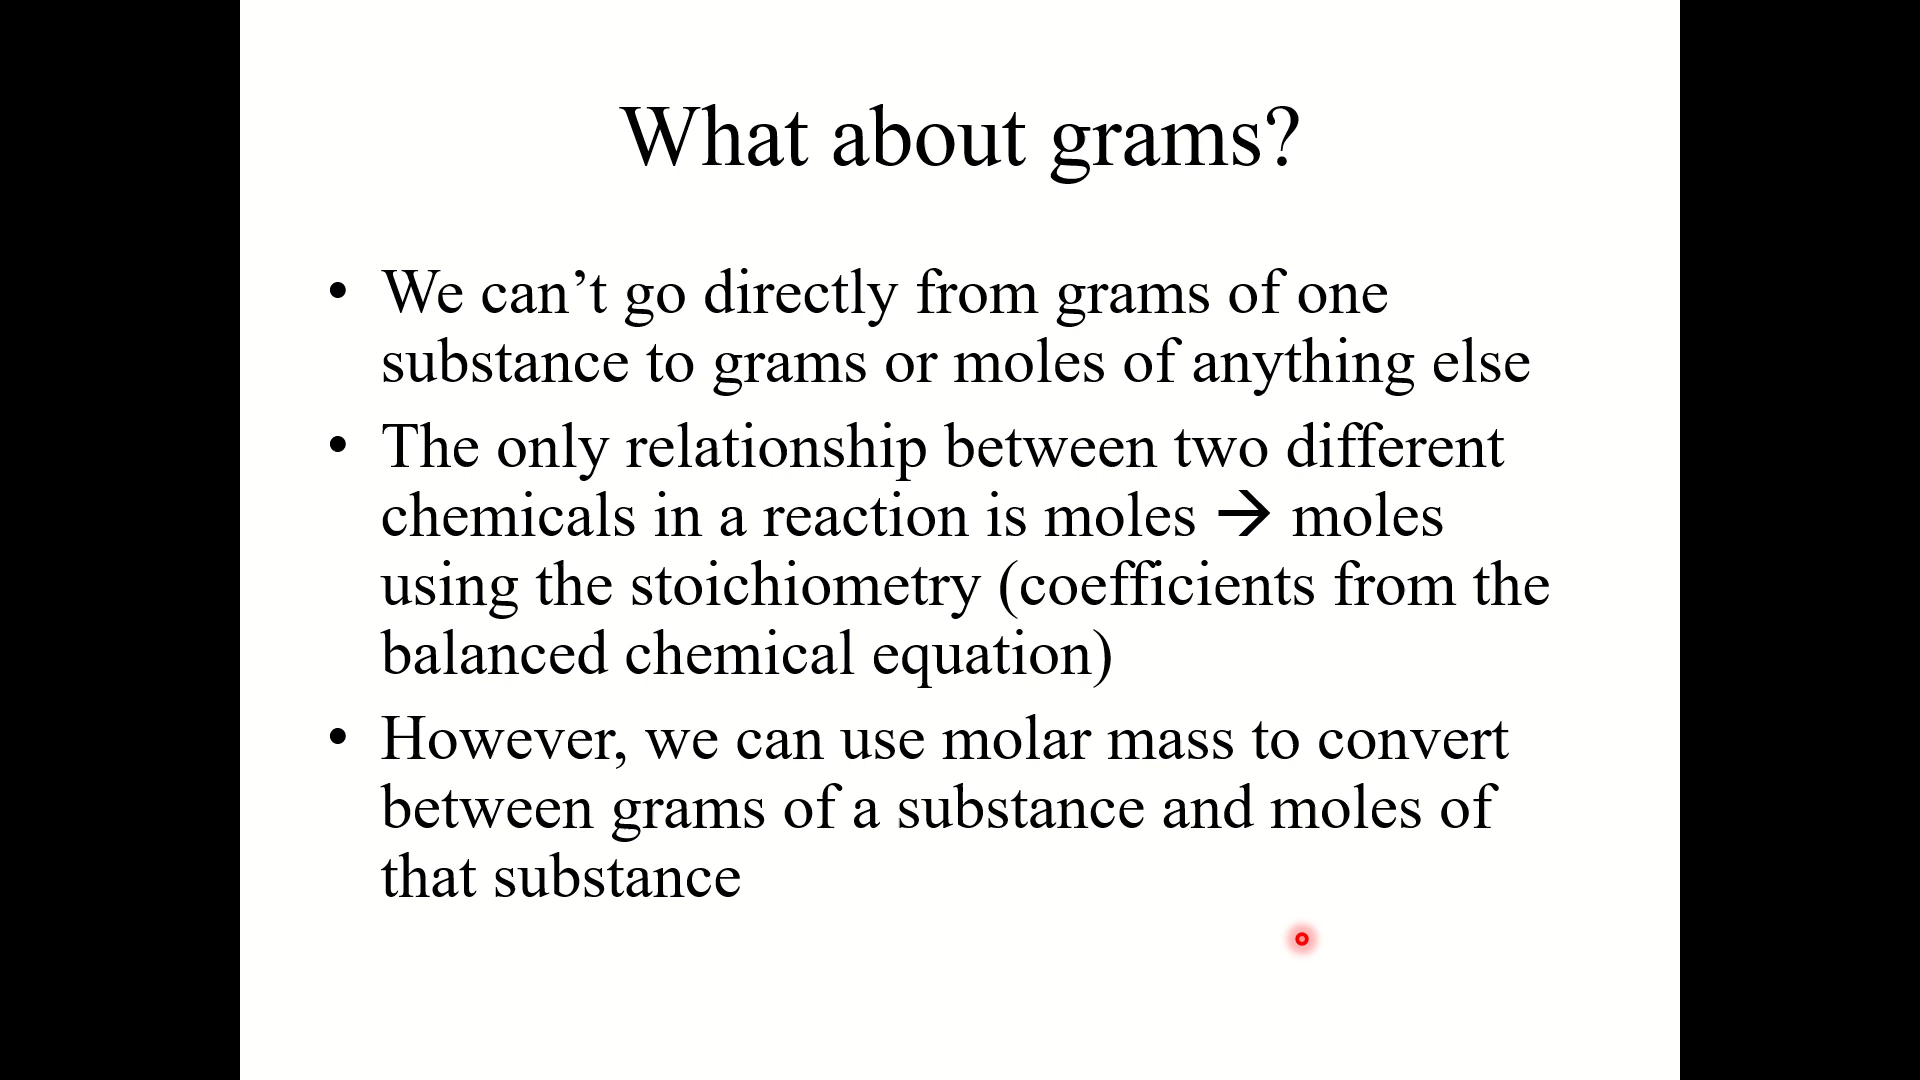 What about grams?
• We can’t go directly from grams of one
substance to grams or moles of anything else
• The only relationship between two different
chemicals in a reaction is moles → moles
using the stoichiometry (coefficients from the
balanced chemical equation)
• However, we can use molar mass to convert
between grams of a substance and moles of
that substance